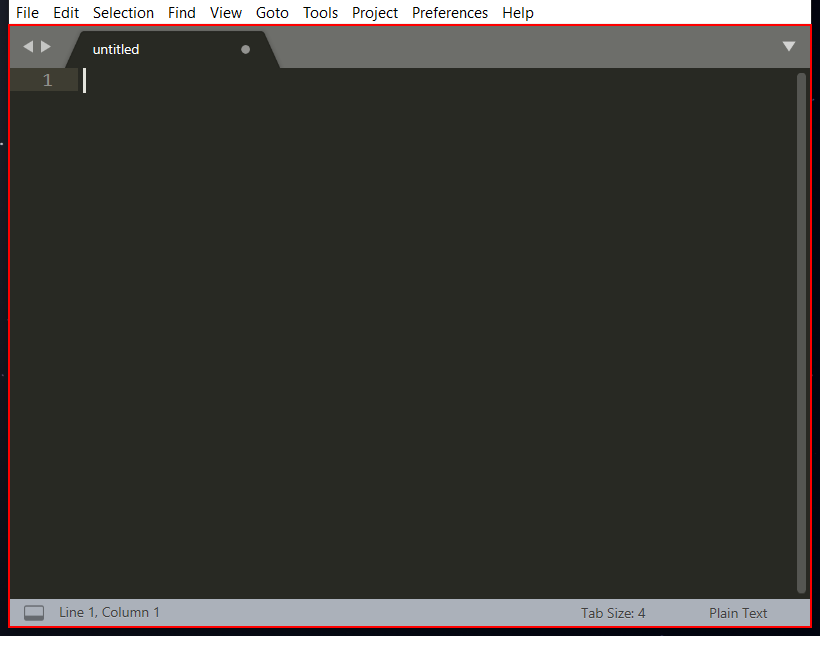 File Edit Selection Find View Goto Tools Project Preferences Help
untitled
1
Line 1, Column 1 Tab Size: 4 Plain Text